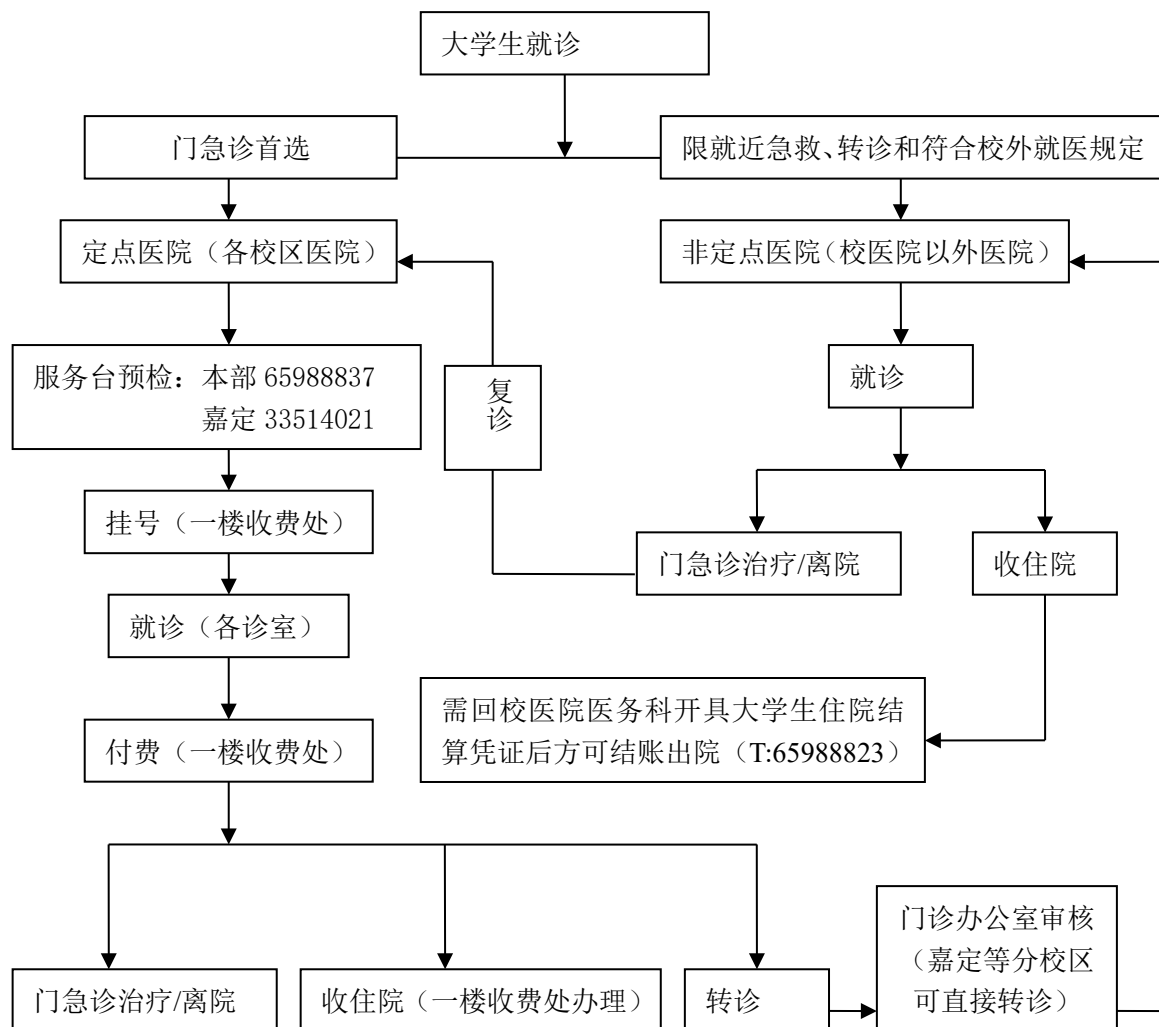 大学生就诊
门急诊首选
限就近急救、转诊和符合校外就医规定
定点医院（各校区医院）
非定点医院（校医院以外医院）
服务台预检：本部 65988837
嘉定 33514021
复
诊
就诊
挂号（一楼收费处）
门急诊治疗/离院
收住院
就诊（各诊室）
需回校医院医务科开具大学生住院结
算凭证后方可结账出院（T:65988823）
付费（一楼收费处）
门急诊治疗/离院
收住院（一楼收费处办理）
转诊
门诊办公室审核
（嘉定等分校区
可直接转诊）